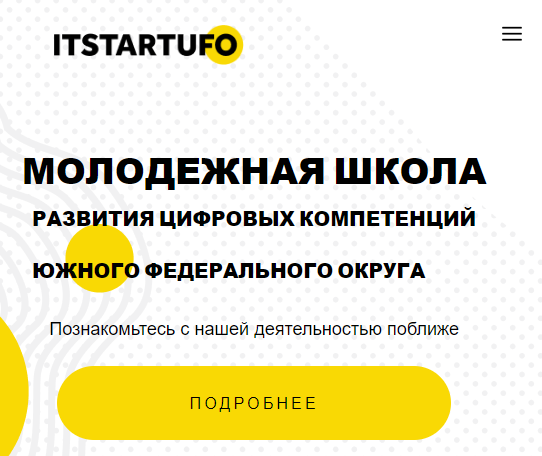 ITSTARTUFO
МОЛОДЕЖНАЯ ШКОЛА
РАЗВИТИЯ ЦИФРОВЫХ КОМПЕТЕНЦИЙ
ЮЖНОГО ФЕДЕРАЛЬНОГО ОКРУГА
Познакомьтесь с нашей деятельностью поближе
ПОДРОБНЕЕ